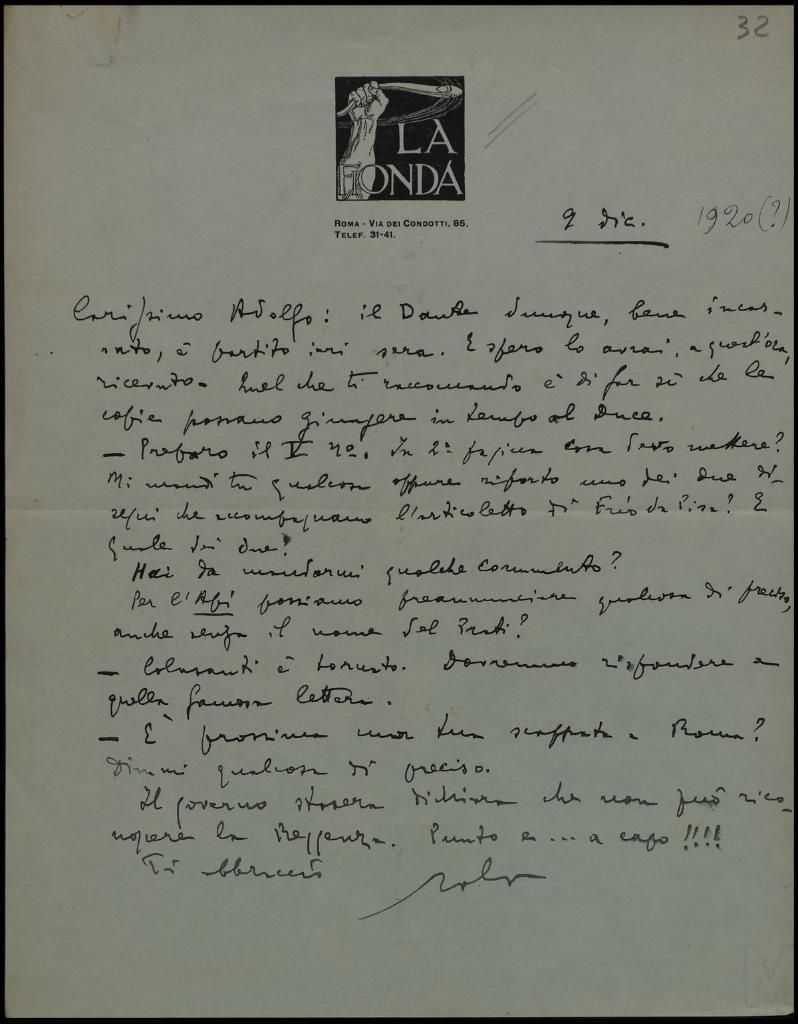 32
LA
FIONDA
ROMA - VIA DEI CONDOTTI, 85.
TELEF. 31-41.
9 dic. 1920(?)
Carissimo Adolfo: il Dante dunque, bene incar-
tato, è partito ieri sera. E spero lo avrai, a quest'ora,
ricevuto. Quel che ti raccomando è di far sì che le
copie possano giungere in tempo al Duce.
— Preparo il V nº. In 2ª pagina cosa devo mettere?
Mi mandi tu qualcosa oppure riporto uno dei due di-
segni che accompagnano l'articoletto di Enìo da Pisa? E
quale dei due?
Hai da mandarmi qualche commento?
Per l'Api possiamo preannunciare qualcosa di preciso,
anche senza il nome del Prati?
— Colasanti è tornato. Dovremmo rispondere a
quella famosa lettera.
— È prossima una tua scappata a Roma?
Dimmi qualcosa di preciso.
Il governo stasera dichiara che non può rico-
noscere la Reggenza. Punto e ... a capo !!!!
Ti abbraccio